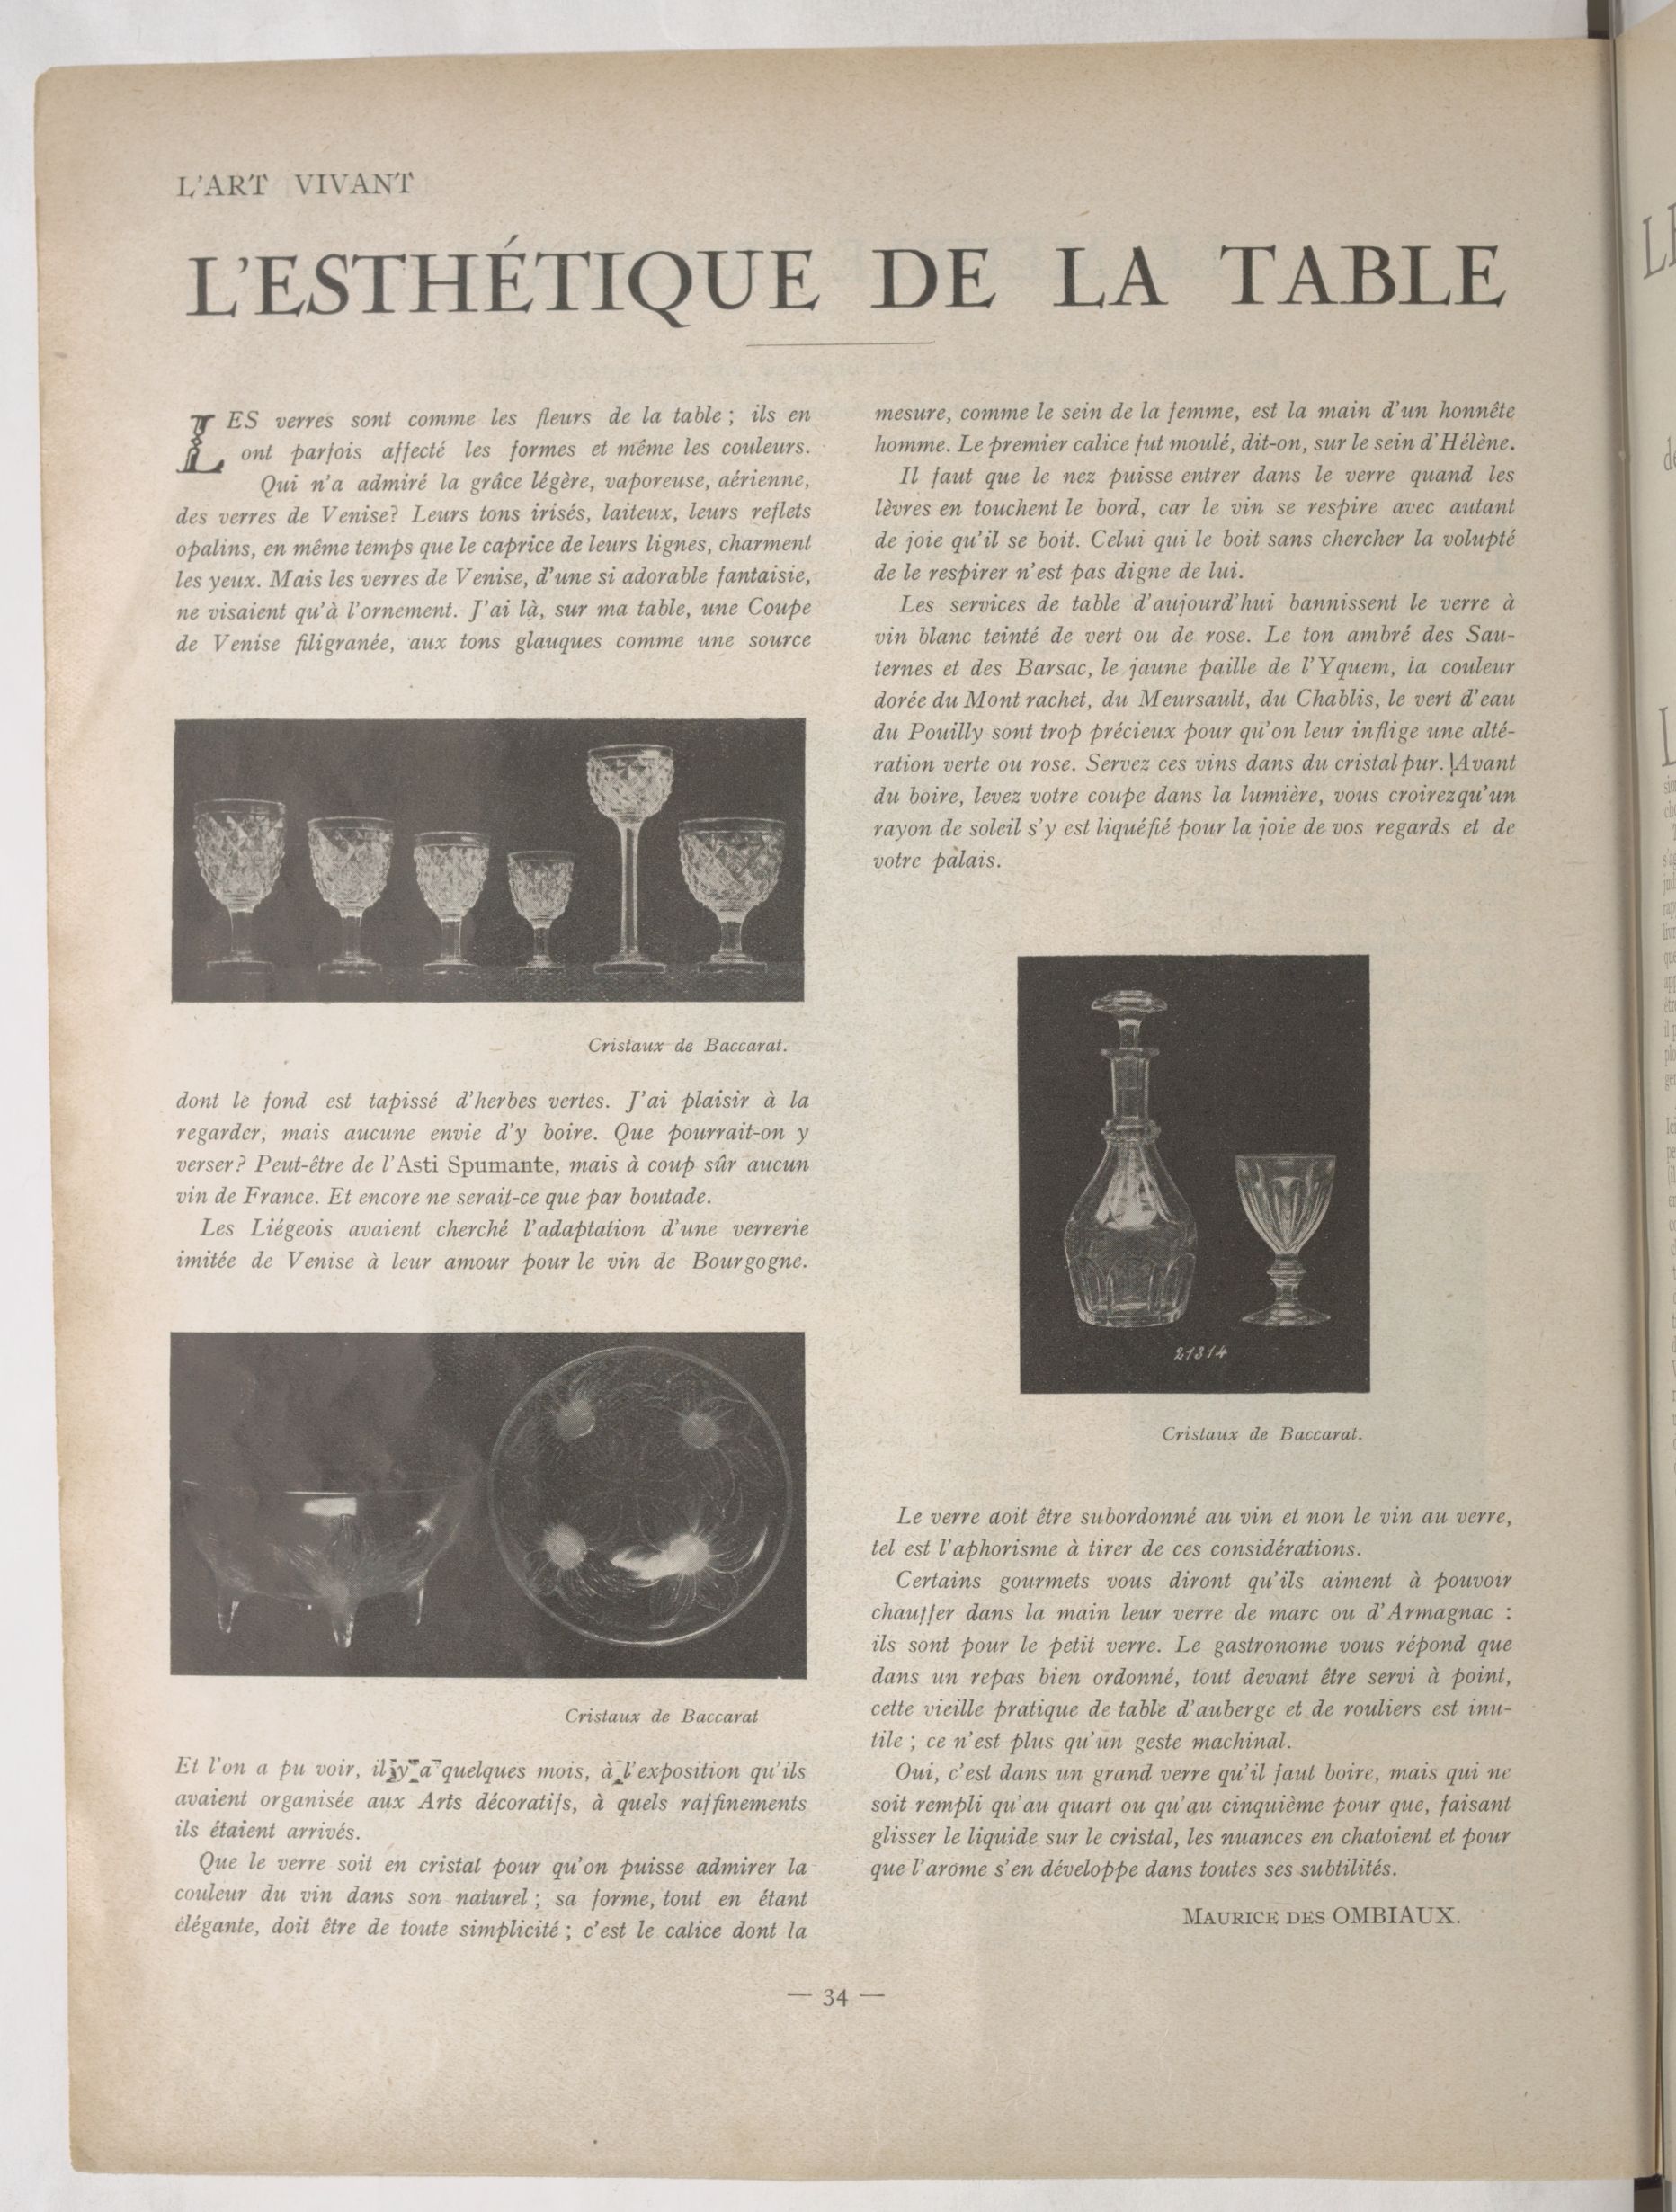 L'ART VIVANT
L'ESTHÉTIQUE DE LA TABLE
LES verres sont comme les fleurs de la table ; ils en
ont parfois affecté les formes et même les couleurs.
Qui n'a admiré la grâce légère, vaporeuse, aérienne,
des verres de Venise? Leurs tons irisés, laiteux, leurs reflets
opalins, en même temps que le caprice de leurs lignes, charment
les yeux. Mais les verres de Venise, d'une si adorable fantaisie,
ne visaient qu'à l'ornement. J'ai là, sur ma table, une Coupe
de Venise filigranée, aux tons glauques comme une source
Cristaux de Baccarat.
dont le fond est tapissé d'herbes vertes. J'ai plaisir à la
regarder, mais aucune envie d'y boire. Que pourrait-on y
verser? Peut-être de l'Asti Spumante, mais à coup sûr aucun
vin de France. Et encore ne serait-ce que par boutade.
Les Liégeois avaient cherché l'adaptation d'une verrerie
imitée de Venise à leur amour pour le vin de Bourgogne.
Cristaux de Baccarat
Et l'on a pu voir, il y a quelques mois, à l'exposition qu'ils
avaient organisée aux Arts décoratifs, à quels raffinements
ils étaient arrivés.
Que le verre soit en cristal pour qu'on puisse admirer la
couleur du vin dans son naturel ; sa forme, tout en étant
élégante, doit être de toute simplicité ; c'est le calice dont la
mesure, comme le sein de la femme, est la main d'un honnête
homme. Le premier calice fut moulé, dit-on, sur le sein d'Hélène.
Il faut que le nez puisse entrer dans le verre quand les
lèvres en touchent le bord, car le vin se respire avec autant
de joie qu'il se boit. Celui qui le boit sans chercher la volupté
de le respirer n'est pas digne de lui.
Les services de table d'aujourd'hui bannissent le verre à
vin blanc teinté de vert ou de rose. Le ton ambré des Sau-
ternes et des Barsac, le jaune paille de l'Yquem, la couleur
dorée du Mont rachet, du Meursault, du Chablis, le vert d'eau
du Pouilly sont trop précieux pour qu'on leur inflige une alté-
ration verte ou rose. Servez ces vins dans du cristal pur. Avant
du boire, levez votre coupe dans la lumière, vous croirez qu'un
rayon de soleil s'y est liquéfié pour la joie de vos regards et de
votre palais.
21314
Cristaux de Baccarat.
Le verre doit être subordonné au vin et non le vin au verre,
tel est l'aphorisme à tirer de ces considérations.
Certains gourmets vous diront qu'ils aiment à pouvoir
chauffer dans la main leur verre de marc ou d'Armagnac :
ils sont pour le petit verre. Le gastronome vous répond que
dans un repas bien ordonné, tout devant être servi à point,
cette vieille pratique de table d'auberge et de rouliers est inu-
tile ; ce n'est plus qu'un geste machinal.
Oui, c'est dans un grand verre qu'il faut boire, mais qui ne
soit rempli qu'au quart ou qu'au cinquième pour que, faisant
glisser le liquide sur le cristal, les nuances en chatoient et pour
que l'arome s'en développe dans toutes ses subtilités.
MAURICE DES OMBIAUX.
— 34 —